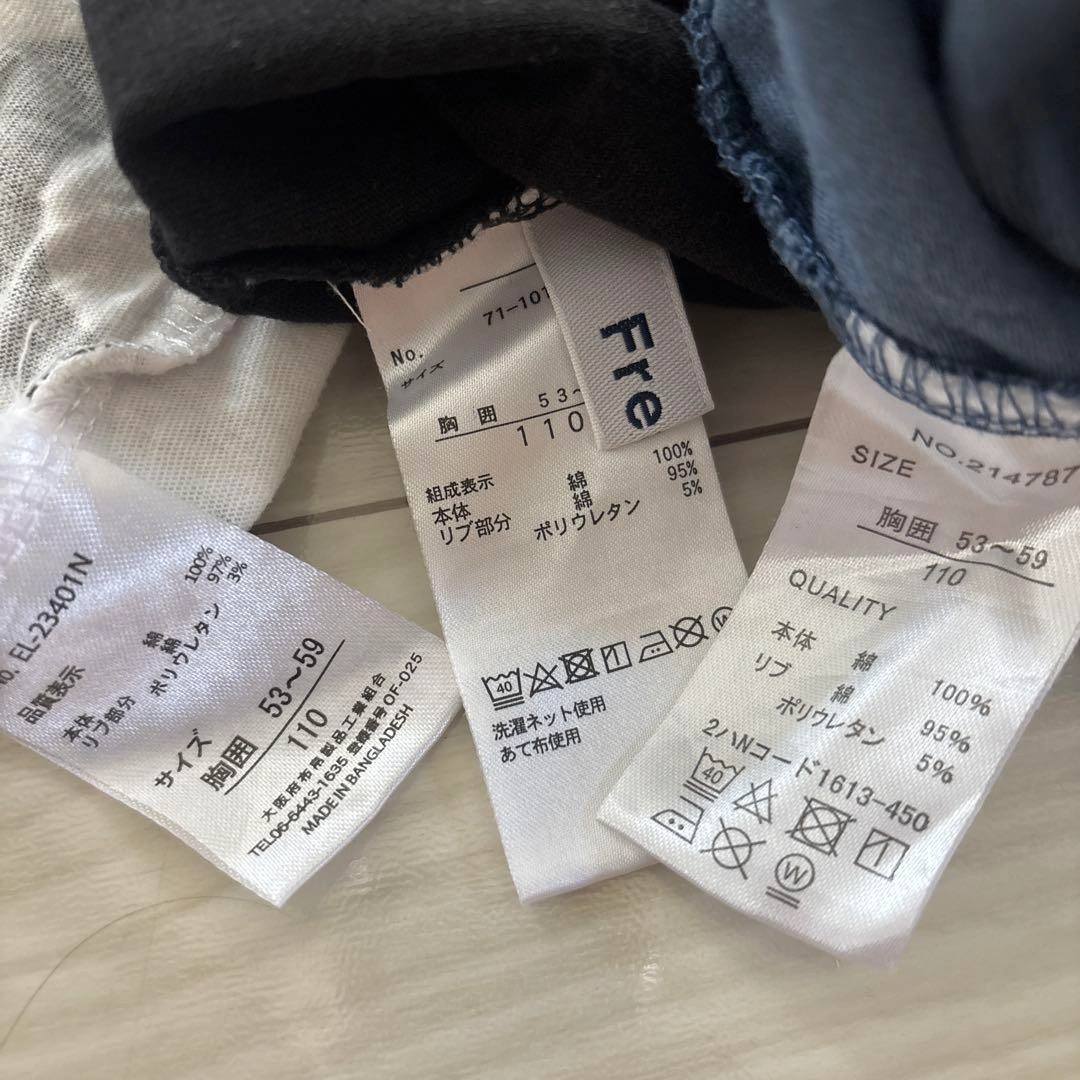 NO. EL-23401N
品質表示
本体 綿 100%
リブ部分 綿 97%
ポリウレタン 3%
サイズ
胸囲 53〜59
110
大阪府布帛製品工業組合
TEL06-6443-1635 登録番号 OF-025
MADE IN BANGLADESH
No. 71-101
サイズ
胸囲 53~
110
組成表示
本体 綿 100%
リブ部分 綿 95%
ポリウレタン 5%
40
W
洗濯ネット使用
あて布使用
Fre
NO.214787
SIZE
胸囲 53〜59
110
QUALITY
本体 綿 100%
リブ 綿 95%
ポリウレタン 5%
2ハNコード1613-450
40
W